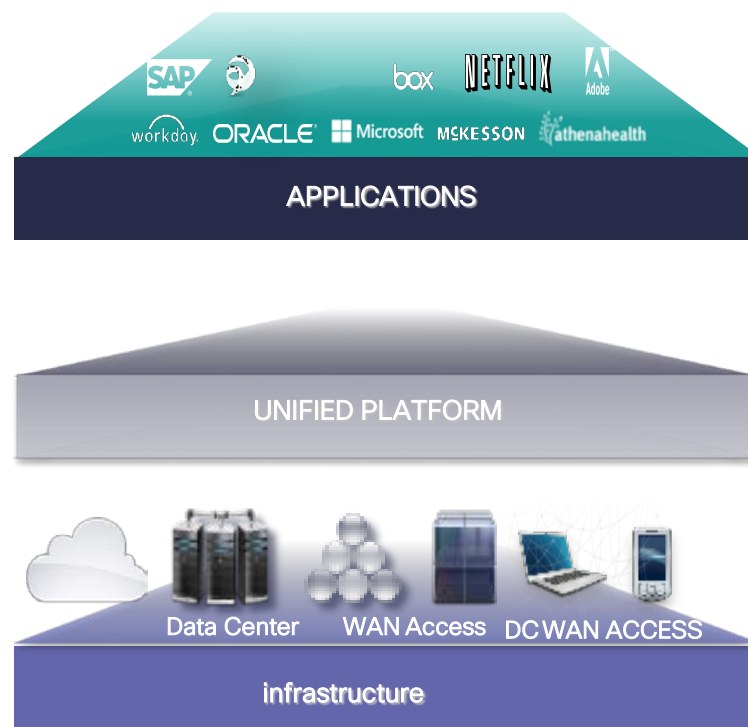 SAP
box
NETFLIX
Adobe
workday.
ORACLE
Microsoft
MCKESSON
athenahealth
APPLICATIONS
UNIFIED PLATFORM
Data Center
WAN Access
DC WAN ACCESS
infrastructure